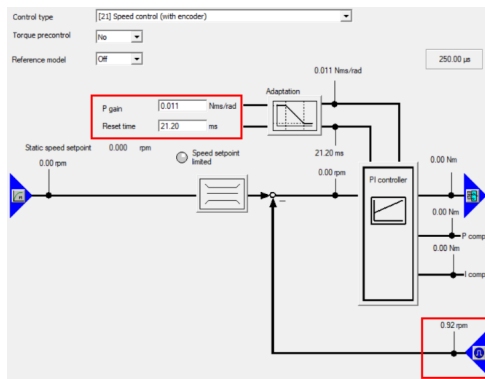 Control type [21] Speed control (with encoder)
Torque precontrol No
Reference model Off
250.00 µs
0.011 Nms/rad
Adaptation
P gain 0.011 Nms/rad
Reset time 21.20 ms
Static speed setpoint 0.000 rpm
Speed setpoint limited
21.20 ms
0.00 rpm
0.00 rpm
0.00 Nm
PI controller
0.00 Nm
P comp
0.00 Nm
I comp
0.92 rpm